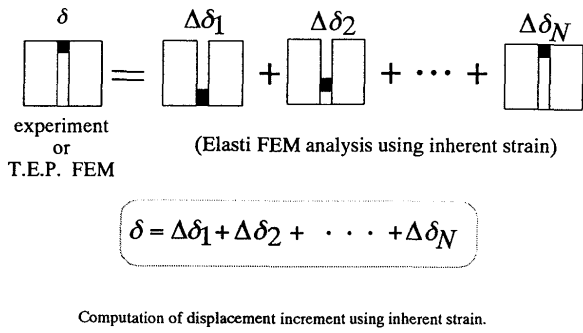 δ Δδ1 Δδ2 ΔδN
= + + ··· +
experiment
or
T.E.P. FEM
(Elasti FEM analysis using inherent strain)
δ = Δδ1 + Δδ2 + · · · + ΔδN
Computation of displacement increment using inherent strain.